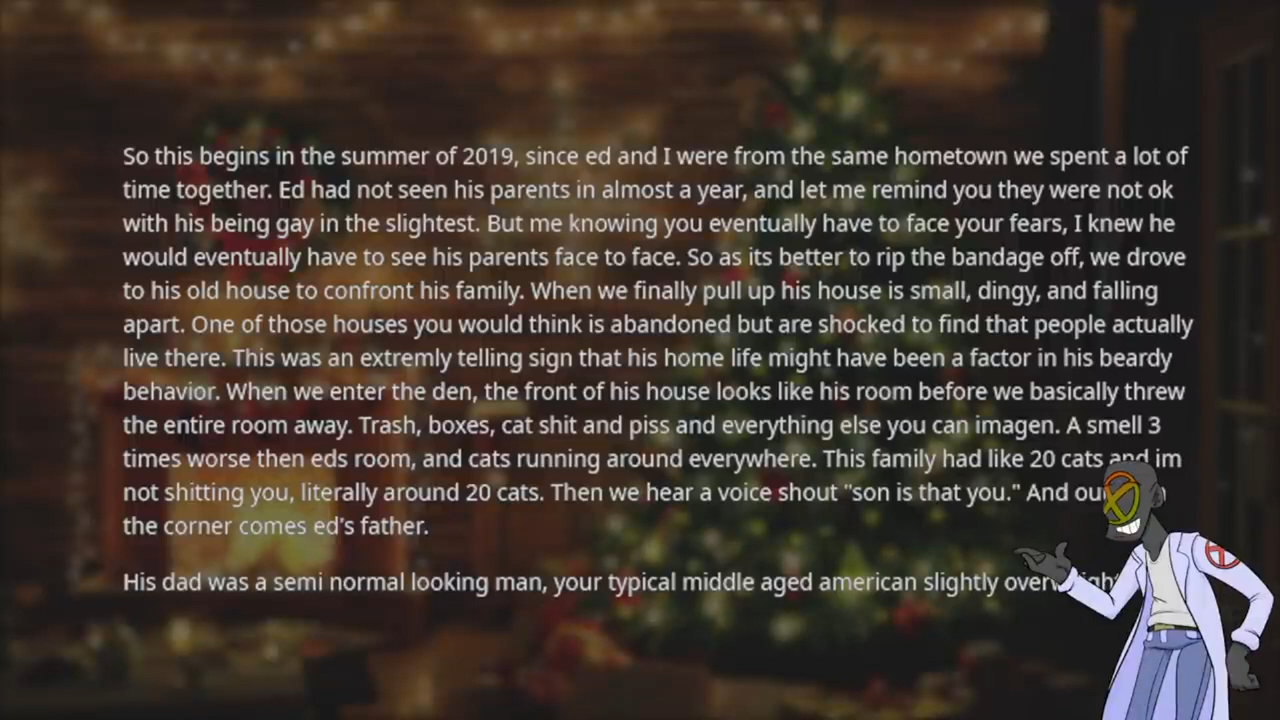 So this begins in the summer of 2019, since ed and I were from the same hometown we spent a lot of
time together. Ed had not seen his parents in almost a year, and let me remind you they were not ok
with his being gay in the slightest. But me knowing you eventually have to face your fears, I knew he
would eventually have to see his parents face to face. So as its better to rip the bandage off, we drove
to his old house to confront his family. When we finally pull up his house is small, dingy, and falling
apart. One of those houses you would think is abandoned but are shocked to find that people actually
live there. This was an extremly telling sign that his home life might have been a factor in his beardy
behavior. When we enter the den, the front of his house looks like his room before we basically threw
the entire room away. Trash, boxes, cat shit and piss and everything else you can imagen. A smell 3
times worse then eds room, and cats running around everywhere. This family had like 20 cats and im
not shitting you, literally around 20 cats. Then we hear a voice shout "son is that you." And
the corner comes ed's father.
His dad was a semi normal looking man, your typical middle aged american slightly